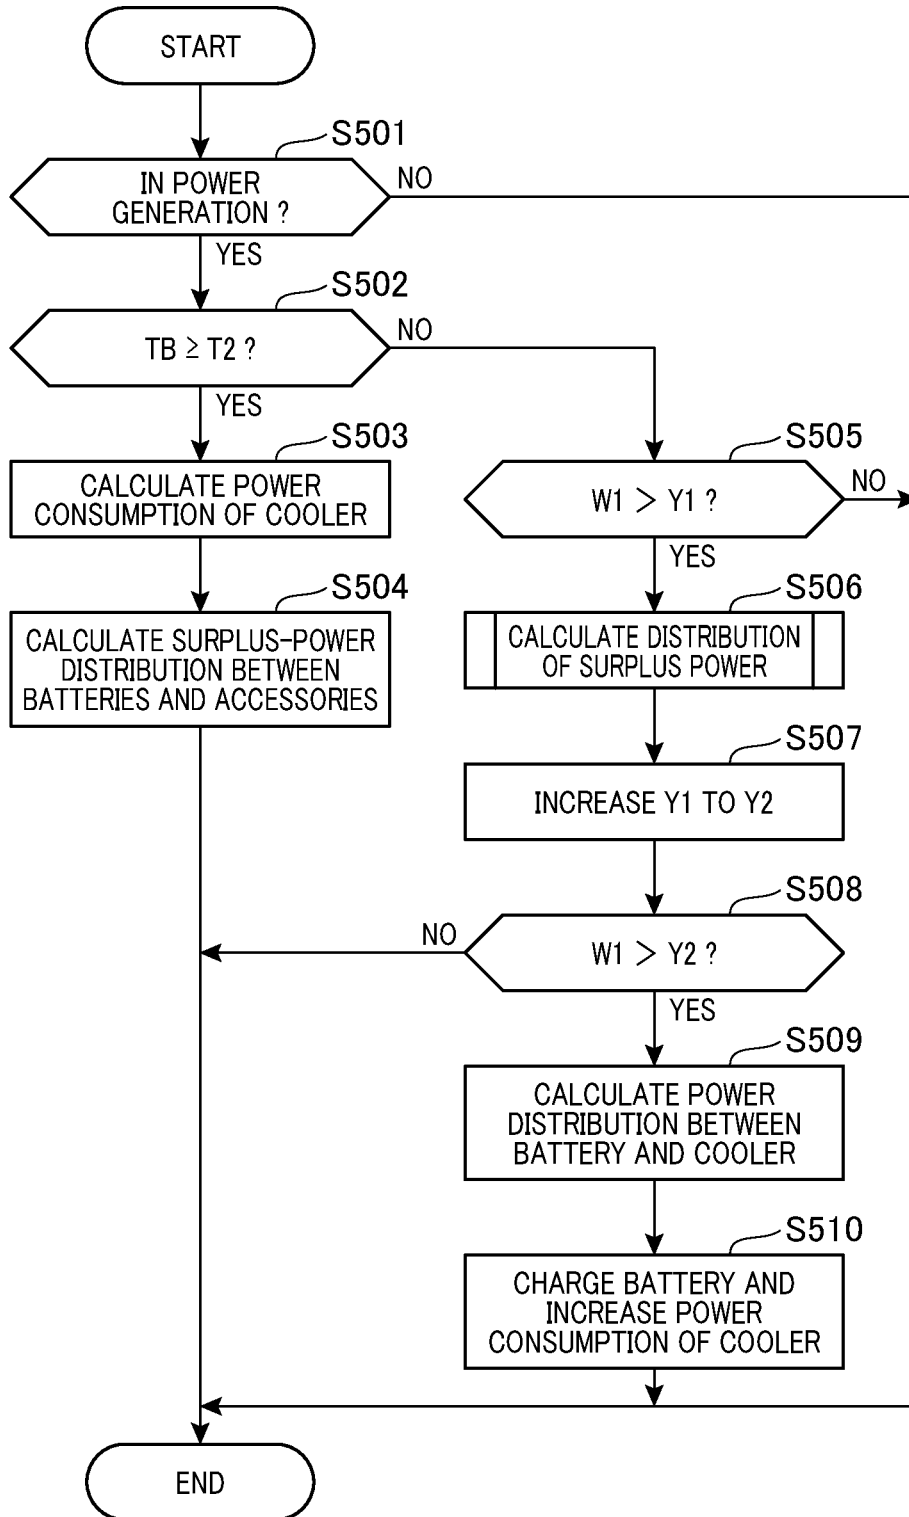 START
S501
IN POWER
GENERATION ?
NO
YES
S502
TB ≧ T2 ?
NO
YES
S503
CALCULATE POWER
CONSUMPTION OF COOLER
S504
CALCULATE SURPLUS-POWER
DISTRIBUTION BETWEEN
BATTERIES AND ACCESSORIES
S505
W1 > Y1 ?
NO
YES
S506
CALCULATE DISTRIBUTION
OF SURPLUS POWER
S507
INCREASE Y1 TO Y2
S508
W1 > Y2 ?
NO
YES
S509
CALCULATE POWER
DISTRIBUTION BETWEEN
BATTERY AND COOLER
S510
CHARGE BATTERY AND
INCREASE POWER
CONSUMPTION OF COOLER
END